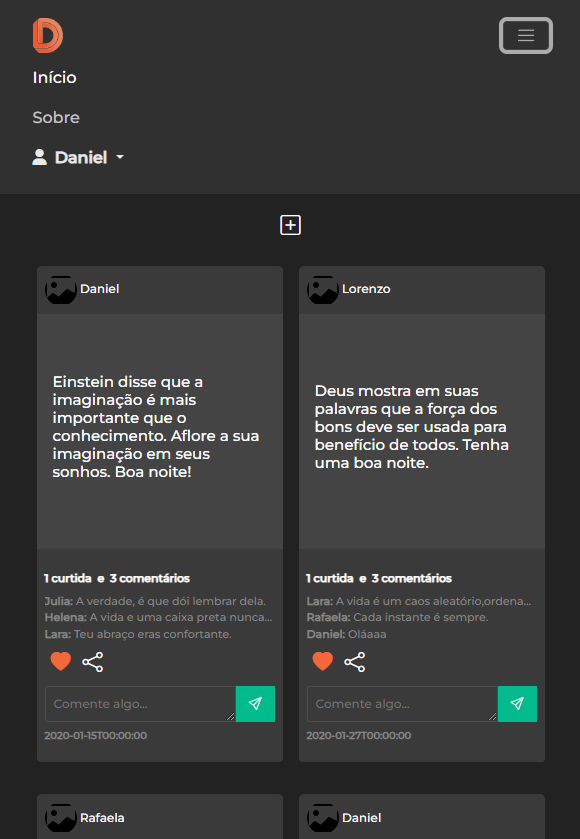 Início
Sobre
Daniel
Daniel
Einstein disse que a
imaginação é mais
importante que o
conhecimento. Aflore a sua
imaginação em seus
sonhos. Boa noite!
1 curtida e 3 comentários
Julia: A verdade, é que dói lembrar dela.
Helena: A vida e uma caixa preta nunca...
Lara: Teu abraço eras confortante.
Comente algo...
2020-01-15T00:00:00
Lorenzo
Deus mostra em suas
palavras que a força dos
bons deve ser usada para
benefício de todos. Tenha
uma boa noite.
1 curtida e 3 comentários
Lara: A vida é um caos aleatório,ordena...
Rafaela: Cada instante é sempre.
Daniel: Oláaaa
Comente algo...
2020-01-27T00:00:00
Rafaela
Daniel